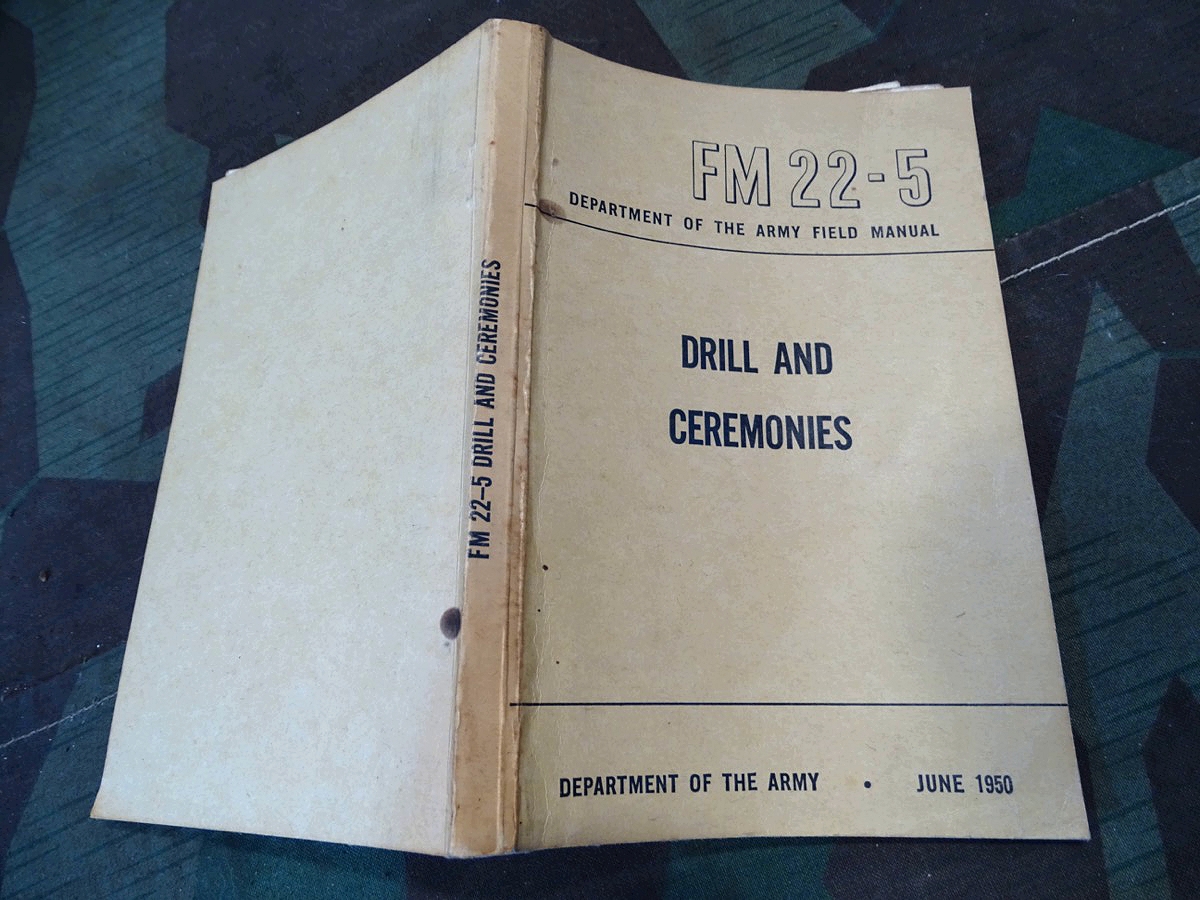 FM 22-5
DEPARTMENT OF THE ARMY FIELD MANUAL
DRILL AND
CEREMONIES
DEPARTMENT OF THE ARMY • JUNE 1950
FM 22–5 DRILL AND CEREMONIES